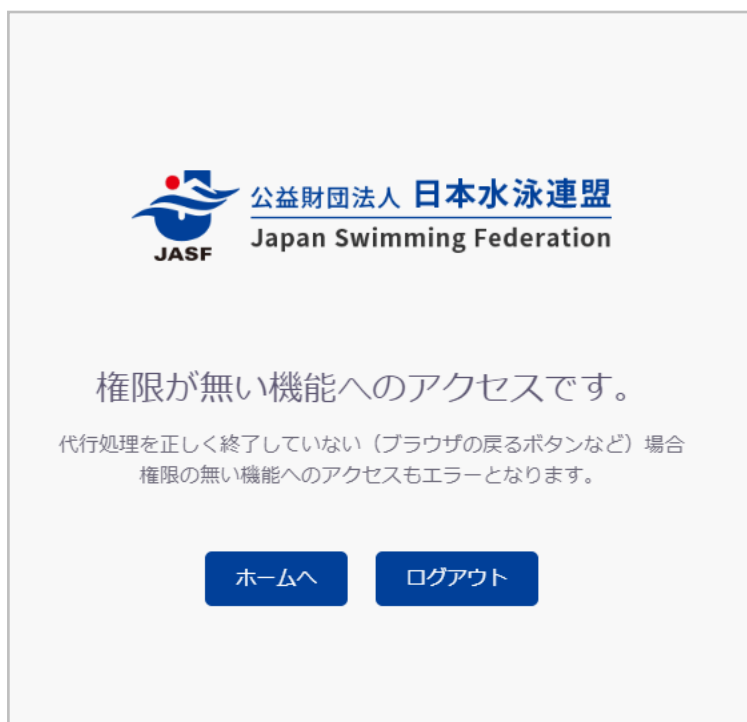 公益財団法人 日本水泳連盟
Japan Swimming Federation
JASF
権限が無い機能へのアクセスです。
代行処理を正しく終了していない（ブラウザの戻るボタンなど）場合
権限の無い機能へのアクセスもエラーとなります。
ホームへ ログアウト